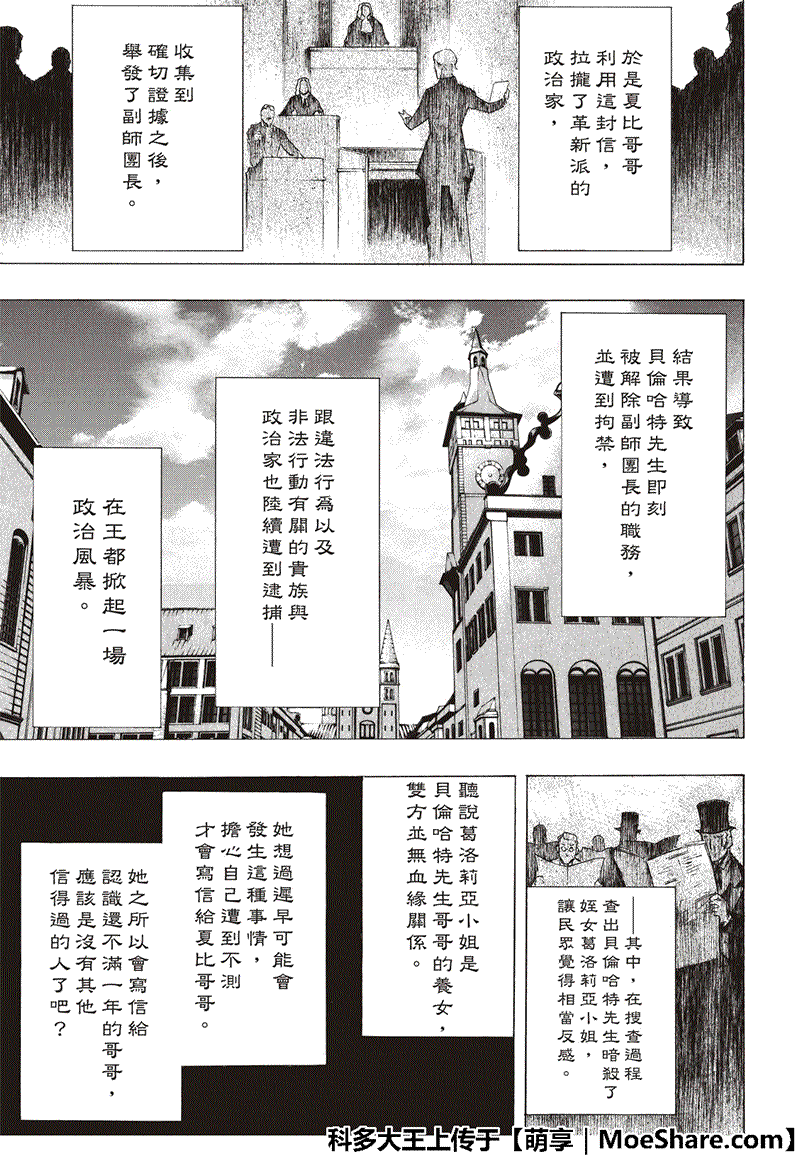 於是夏比哥哥
利用這封信，
拉攏了革新派的
政治家，
收集到
確切證據之後，
舉發了副師團長。
結果導致
貝倫哈特先生即刻
被解除副師團長的職務，
並遭到拘禁，
跟違法行為以及
非法行動有關的貴族與
政治家也陸續遭到逮捕——
在王都掀起一場
政治風暴。
——其中，在搜查過程
查出貝倫哈特先生暗殺了
姪女葛洛莉亞小姐，
讓民眾覺得相當反感。
聽說葛洛莉亞小姐是
貝倫哈特先生哥哥的養女，
雙方並無血緣關係。
她想過遲早可能會
發生這種事情，
擔心自己遭到不測
才會寫信給夏比哥哥。
她之所以會寫信給
認識還不滿一年的哥哥，
應該是沒有其他
信得過的人了吧？
科多大王上传于【萌享｜MoeShare.com】